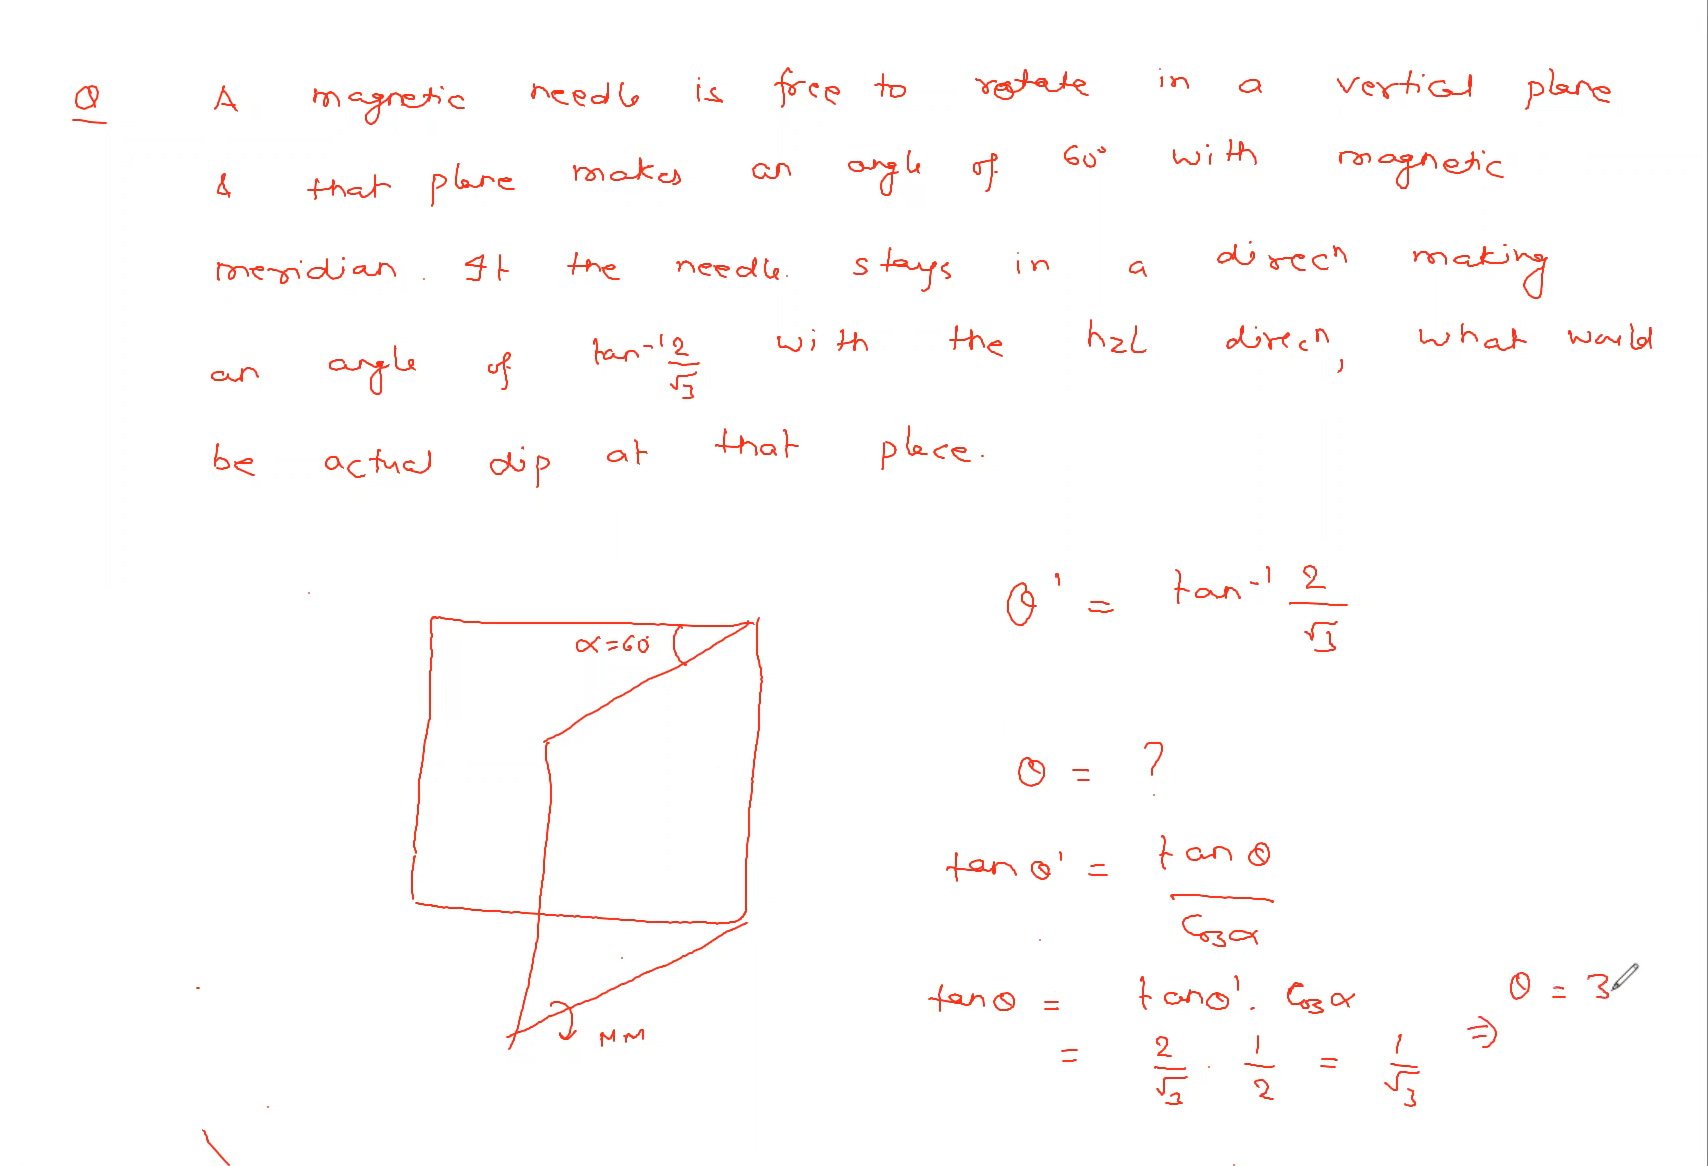 Q A magnetic needle is free to rotate in a vertical plane
& that plane makes an angle of 60° with magnetic
meridian. If the needle stays in a direcn making
an angle of tan⁻¹ 2/√3 with the hzL direcn, what would
be actual dip at that place.
θ' = tan⁻¹ 2/√3
α=60°
θ = ?
tan θ' = tan θ / cos α
tan θ = tan θ' . cos α
= 2/√3 . 1/2 = 1/√3 ⇒ θ = 3
MM